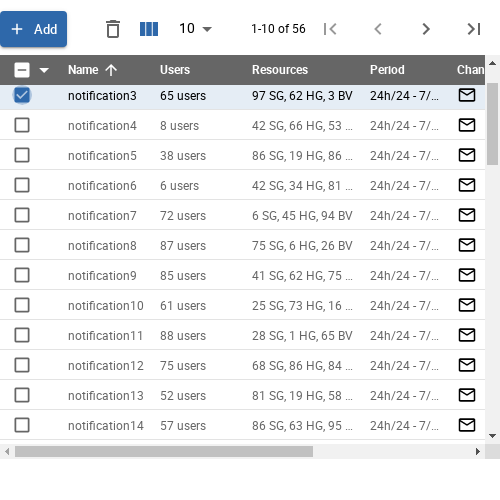 Add 10 1-10 of 56
Name Users Resources Period Chan
notification3 65 users 97 SG, 62 HG, 3 BV 24h/24 - 7/...
notification4 8 users 42 SG, 66 HG, 53 ... 24h/24 - 7/...
notification5 38 users 86 SG, 19 HG, 86 ... 24h/24 - 7/...
notification6 6 users 42 SG, 34 HG, 81 ... 24h/24 - 7/...
notification7 72 users 6 SG, 45 HG, 94 BV 24h/24 - 7/...
notification8 87 users 75 SG, 6 HG, 26 BV 24h/24 - 7/...
notification9 85 users 41 SG, 62 HG, 75 ... 24h/24 - 7/...
notification10 61 users 25 SG, 73 HG, 16 ... 24h/24 - 7/...
notification11 88 users 28 SG, 1 HG, 65 BV 24h/24 - 7/...
notification12 75 users 68 SG, 86 HG, 84 ... 24h/24 - 7/...
notification13 52 users 81 SG, 19 HG, 58 ... 24h/24 - 7/...
notification14 57 users 86 SG, 63 HG, 95 ... 24h/24 - 7/...